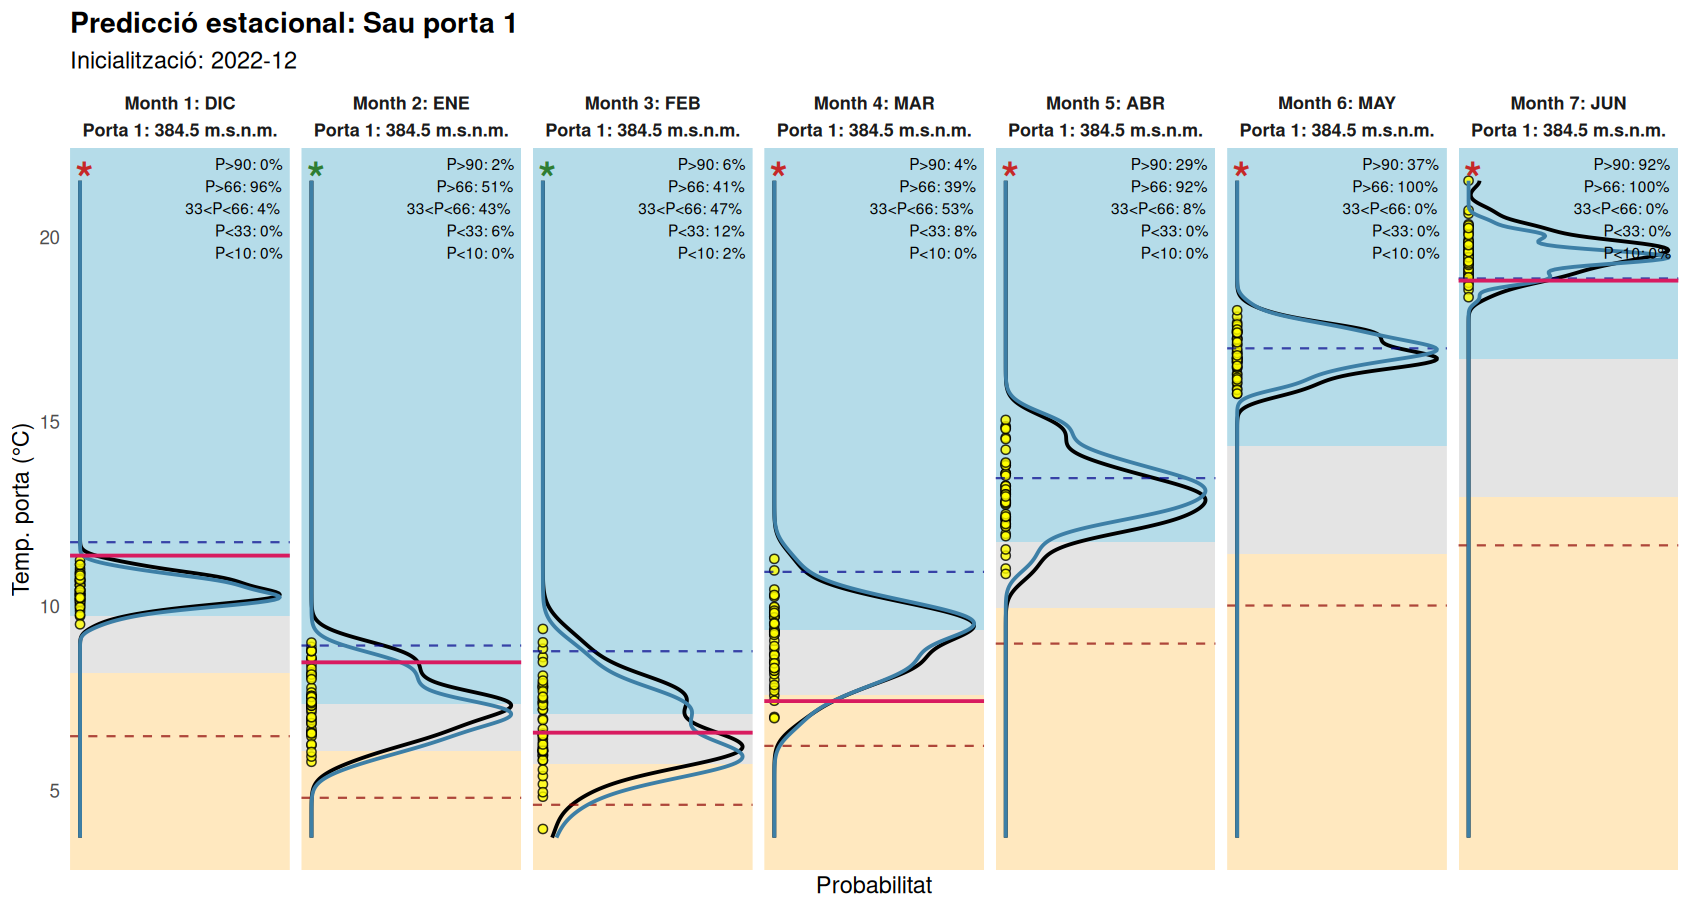 Predicció estacional: Sau porta 1
Inicialització: 2022-12
Month 1: DIC
Porta 1: 384.5 m.s.n.m.
Month 2: ENE
Porta 1: 384.5 m.s.n.m.
Month 3: FEB
Porta 1: 384.5 m.s.n.m.
Month 4: MAR
Porta 1: 384.5 m.s.n.m.
Month 5: ABR
Porta 1: 384.5 m.s.n.m.
Month 6: MAY
Porta 1: 384.5 m.s.n.m.
Month 7: JUN
Porta 1: 384.5 m.s.n.m.
*
P>90: 0%
P>66: 96%
33<P<66: 4%
P<33: 0%
P<10: 0%
*
P>90: 2%
P>66: 51%
33<P<66: 43%
P<33: 6%
P<10: 0%
*
P>90: 6%
P>66: 41%
33<P<66: 47%
P<33: 12%
P<10: 2%
*
P>90: 4%
P>66: 39%
33<P<66: 53%
P<33: 8%
P<10: 0%
*
P>90: 29%
P>66: 92%
33<P<66: 8%
P<33: 0%
P<10: 0%
*
P>90: 37%
P>66: 100%
33<P<66: 0%
P<33: 0%
P<10: 0%
*
P>90: 92%
P>66: 100%
33<P<66: 0%
P<33: 0%
P<10: 0%
20
15
10
5
Temp. porta (°C)
Probabilitat